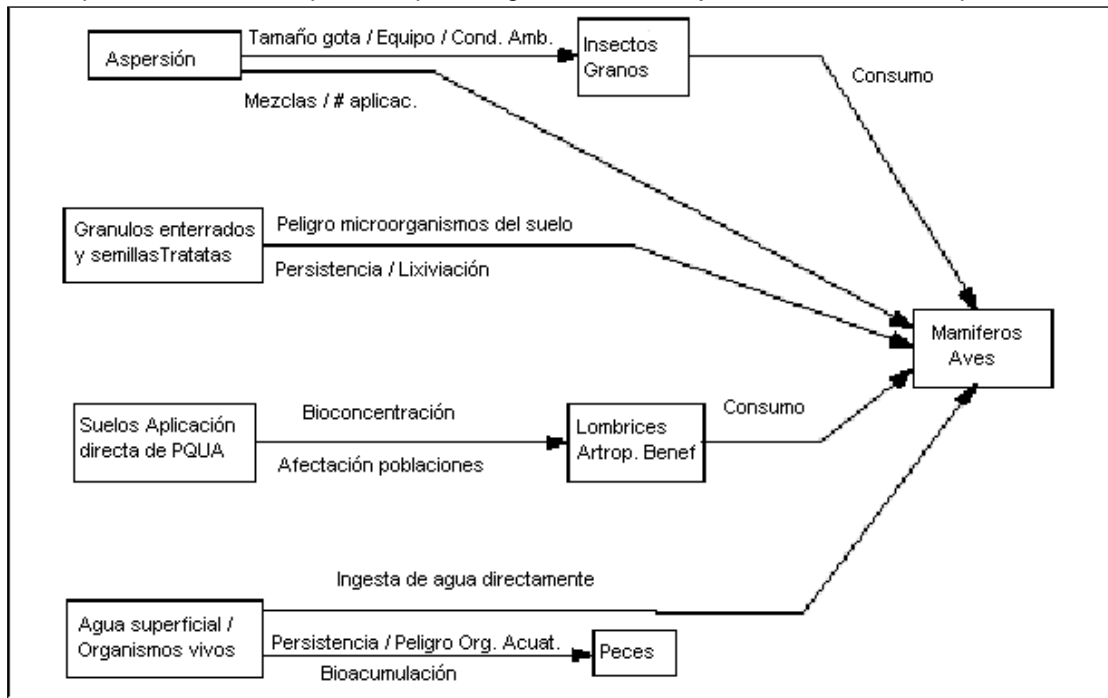 Aspersión
Tamaño gota / Equipo / Cond. Amb.
Mezclas / # aplicac.
Insectos
Granos
Consumo
Granulos enterrados
y semillasTratatas
Peligro microorganismos del suelo
Persistencia / Lixiviación
Mamiferos
Aves
Suelos Aplicación
directa de PQUA
Bioconcentración
Afectación poblaciones
Lombrices
Artrop. Benef
Consumo
Agua superficial /
Organismos vivos
Ingesta de agua directamente
Persistencia / Peligro Org. Acuat.
Bioacumulación
Peces